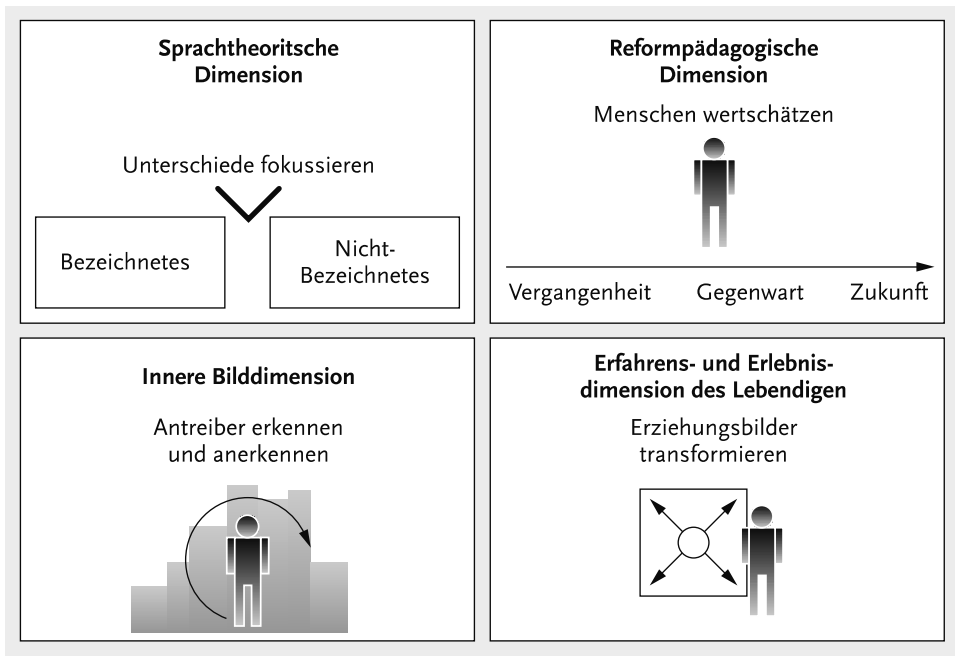 Sprachtheoritsche
Dimension
Unterschiede fokussieren
Bezeichnetes
Nicht-
Bezeichnetes
Reformpädagogische
Dimension
Menschen wertschätzen
Vergangenheit Gegenwart Zukunft
Innere Bilddimension
Antreiber erkennen
und anerkennen
Erfahrens- und Erlebnis-
dimension des Lebendigen
Erziehungsbilder
transformieren